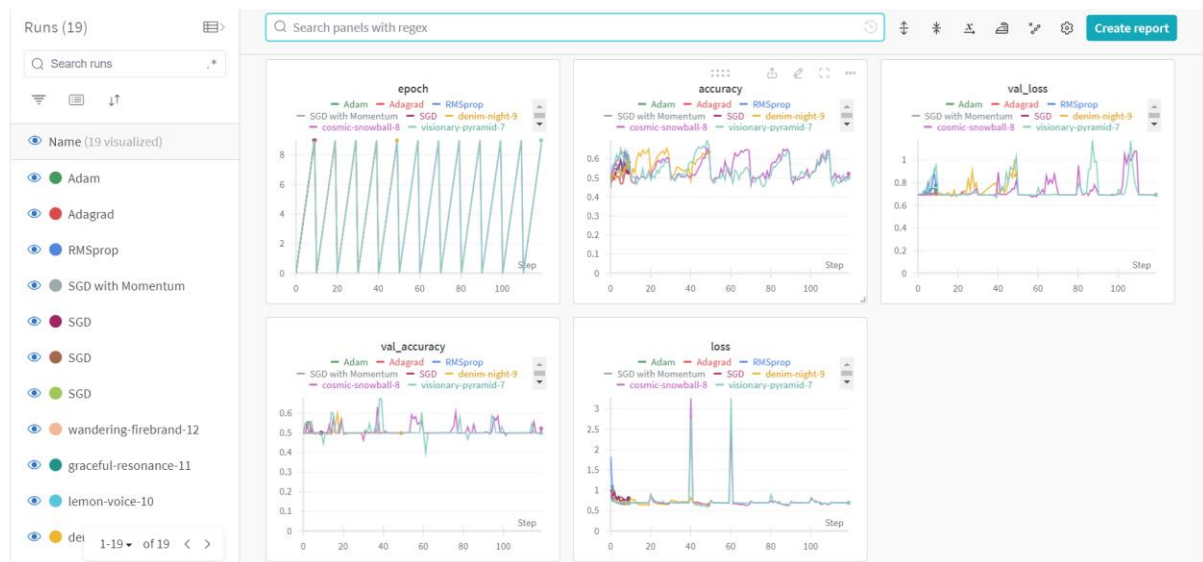 Runs (19)
Search runs
.*
Name (19 visualized)
Adam
Adagrad
RMSprop
SGD with Momentum
SGD
SGD
SGD
wandering-firebrand-12
graceful-resonance-11
lemon-voice-10
de
1-19 of 19 < >
Search panels with regex
Create report
epoch
Adam Adagrad RMSprop
SGD with Momentum SGD denim-night-9
cosmic-snowball-8 visionary-pyramid-7
8
6
4
2
0
Step
0 20 40 60 80 100
accuracy
Adam Adagrad RMSprop
SGD with Momentum SGD denim-night-9
cosmic-snowball-8 visionary-pyramid-7
0.6
0.5
0.4
0.3
0.2
0.1
0
Step
0 20 40 60 80 100
val_loss
Adam Adagrad RMSprop
SGD with Momentum SGD denim-night-9
cosmic-snowball-8 visionary-pyramid-7
1
0.8
0.6
0.4
0.2
0
Step
0 20 40 60 80 100
val_accuracy
Adam Adagrad RMSprop
SGD with Momentum SGD denim-night-9
cosmic-snowball-8 visionary-pyramid-7
0.6
0.5
0.4
0.3
0.2
0.1
0
Step
0 20 40 60 80 100
loss
Adam Adagrad RMSprop
SGD with Momentum SGD denim-night-9
cosmic-snowball-8 visionary-pyramid-7
3
2.5
2
1.5
1
0.5
0
Step
0 20 40 60 80 100